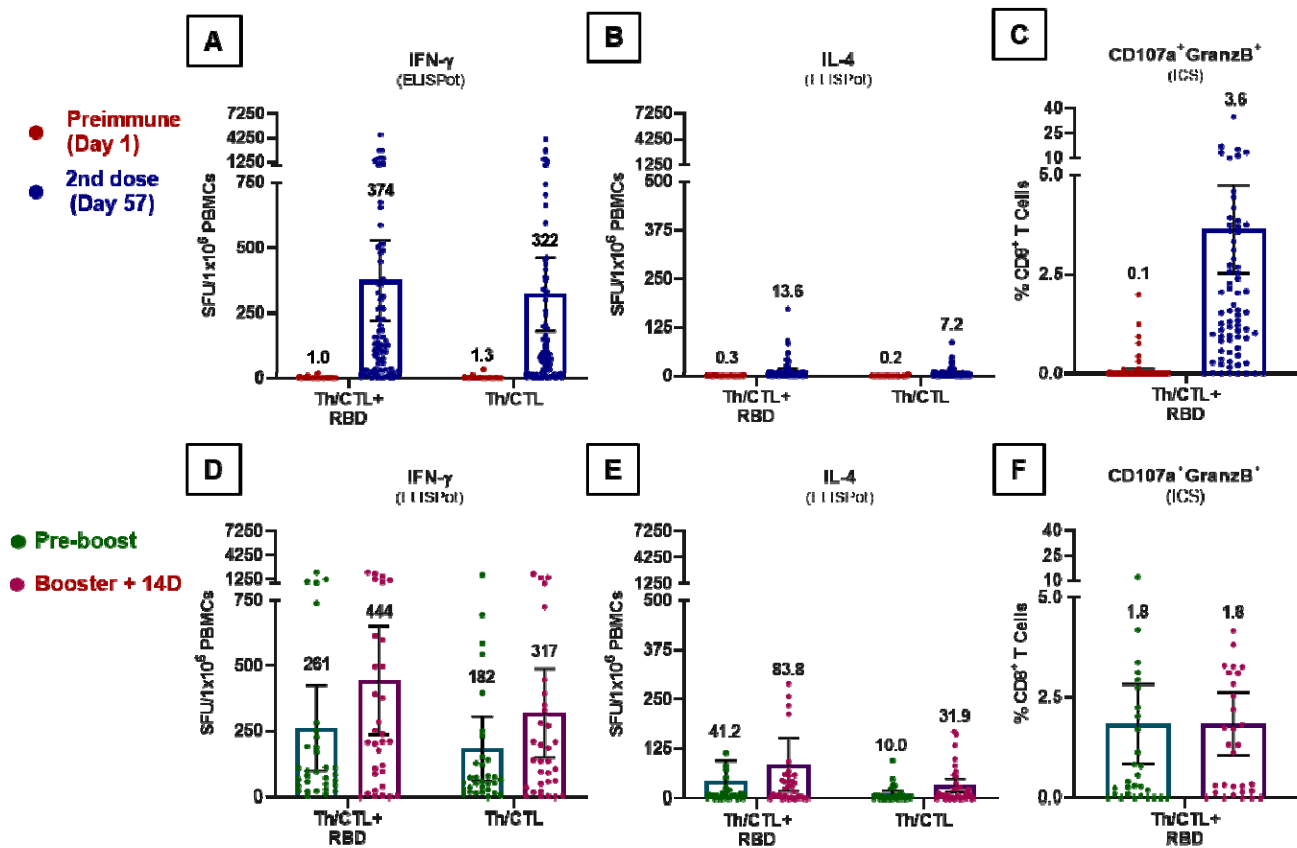 A
IFN-γ
(ELISPot)
B
IL-4
(ELISPot)
C
CD107a+GranzB+
(ICS)
Preimmune
(Day 1)
2nd dose
(Day 57)
SFU/1x10⁶ PBMCs
7250
4250
1250
750
500
250
0
1.0
374
1.3
322
Th/CTL+
RBD
Th/CTL
SFU/1x10⁶ PBMCs
7250
4250
1250
500
375
250
125
0
0.3
13.6
0.2
7.2
Th/CTL+
RBD
Th/CTL
% CD8+ T Cells
40
25
10
5.0
2.5
0.0
0.1
3.6
Th/CTL+
RBD
D
IFN-γ
(ELISPot)
E
IL-4
(ELISPot)
F
CD107a+GranzB+
(ICS)
Pre-boost
Booster + 14D
SFU/1x10⁶ PBMCs
7250
4250
1250
750
500
250
0
261
444
182
317
Th/CTL+
RBD
Th/CTL
SFU/1x10⁶ PBMCs
7250
4250
1250
500
375
250
125
0
41.2
83.8
10.0
31.9
Th/CTL+
RBD
Th/CTL
% CD8+ T Cells
40
25
10
5.0
2.5
0.0
1.8
1.8
Th/CTL+
RBD